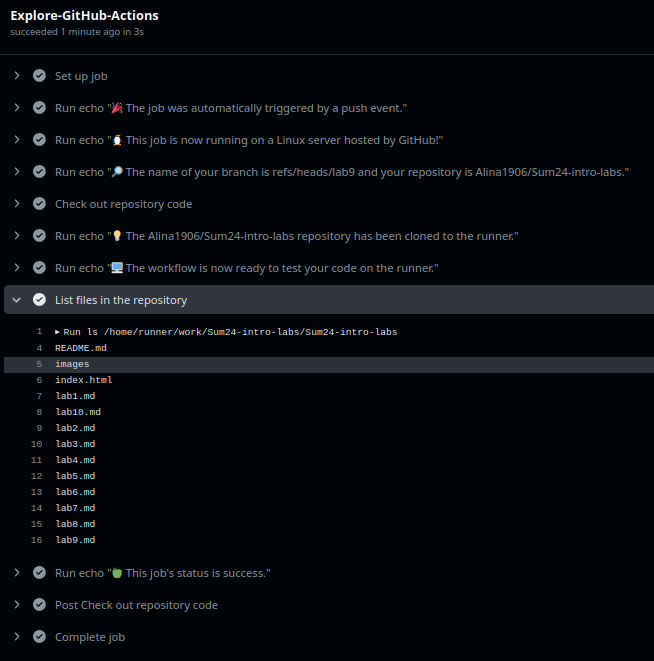 Explore-GitHub-Actions
succeeded 1 minute ago in 3s
Set up job
Run echo "🎉 The job was automatically triggered by a push event."
Run echo "🐧 This job is now running on a Linux server hosted by GitHub!"
Run echo "🔎 The name of your branch is refs/heads/lab9 and your repository is Alina1906/Sum24-intro-labs."
Check out repository code
Run echo "💡 The Alina1906/Sum24-intro-labs repository has been cloned to the runner."
Run echo "🖥️ The workflow is now ready to test your code on the runner."
List files in the repository
1 ▸ Run ls /home/runner/work/Sum24-intro-labs/Sum24-intro-labs
4 README.md
5 images
6 index.html
7 lab1.md
8 lab10.md
9 lab2.md
10 lab3.md
11 lab4.md
12 lab5.md
13 lab6.md
14 lab7.md
15 lab8.md
16 lab9.md
Run echo "🍏 This job's status is success."
Post Check out repository code
Complete job